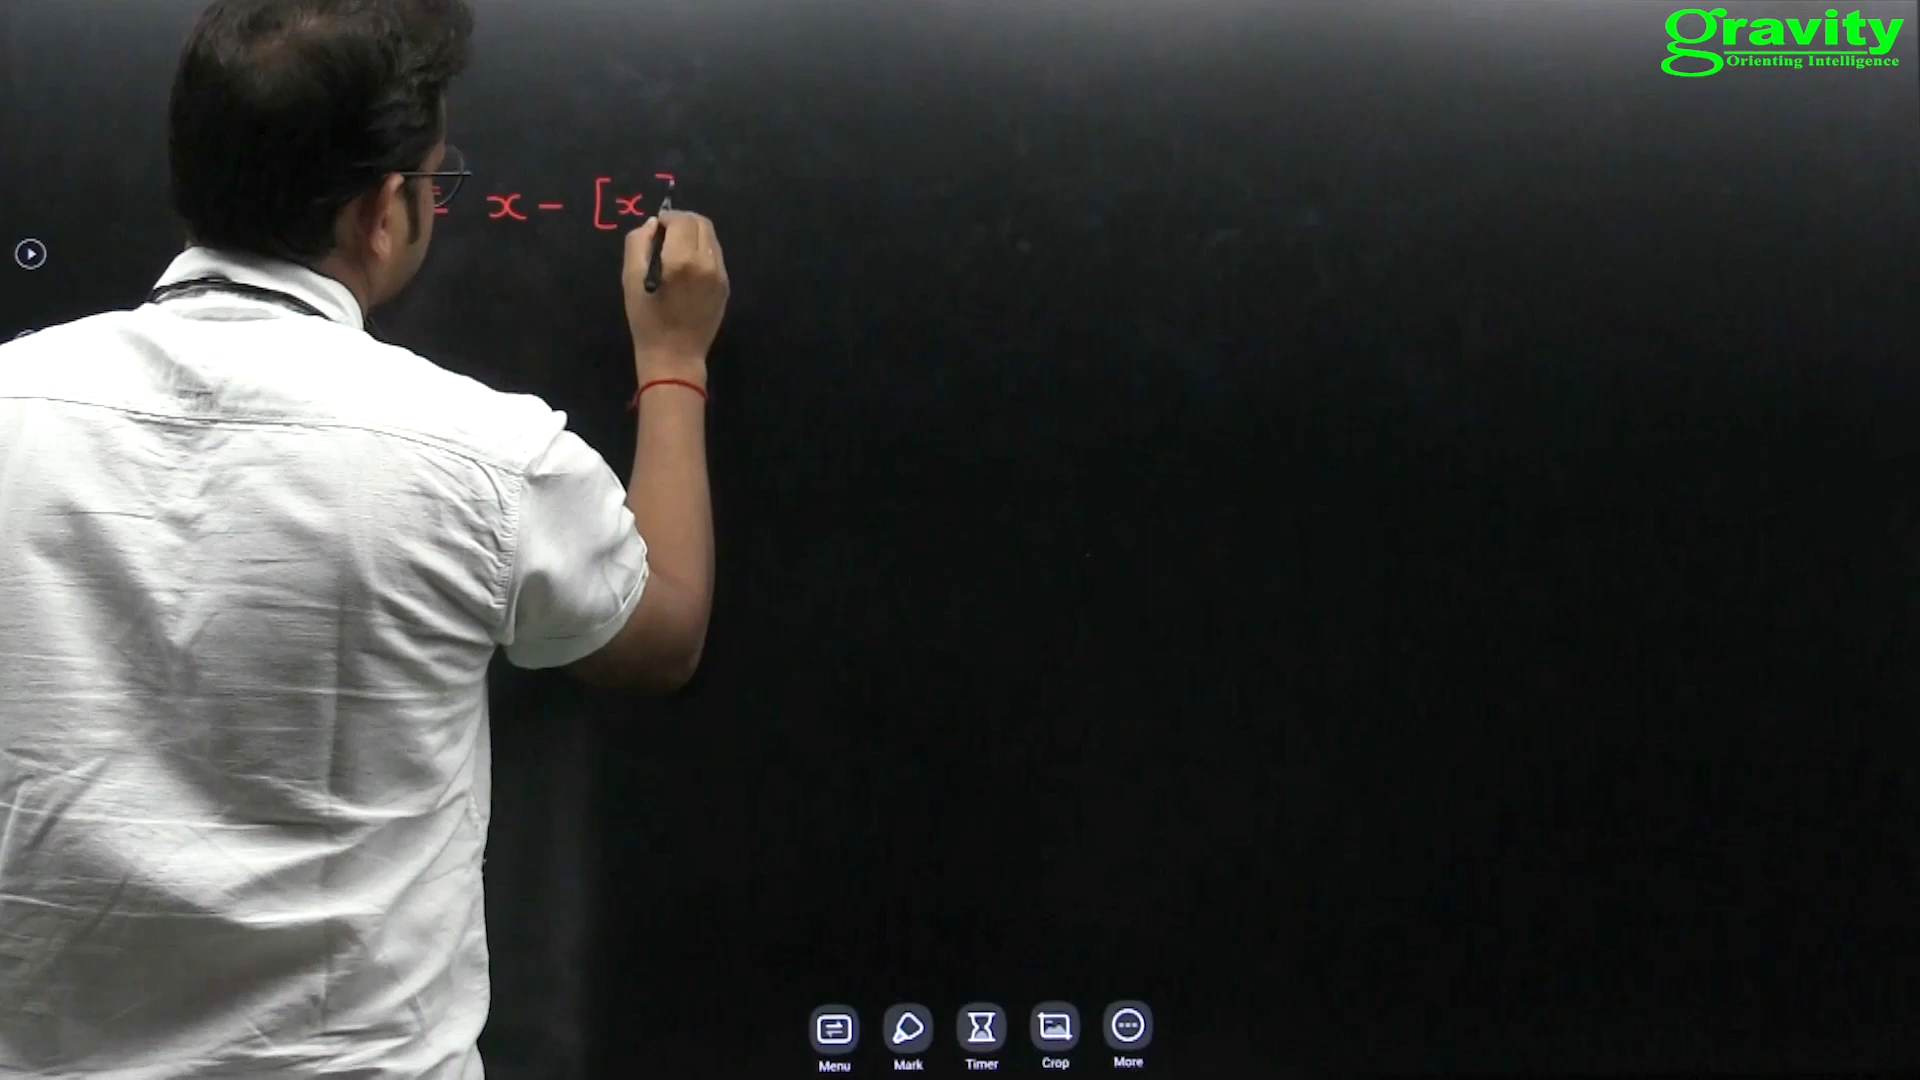 gravity
Orienting Intelligence
= x - [x]
Menu Mark Timer Crop More